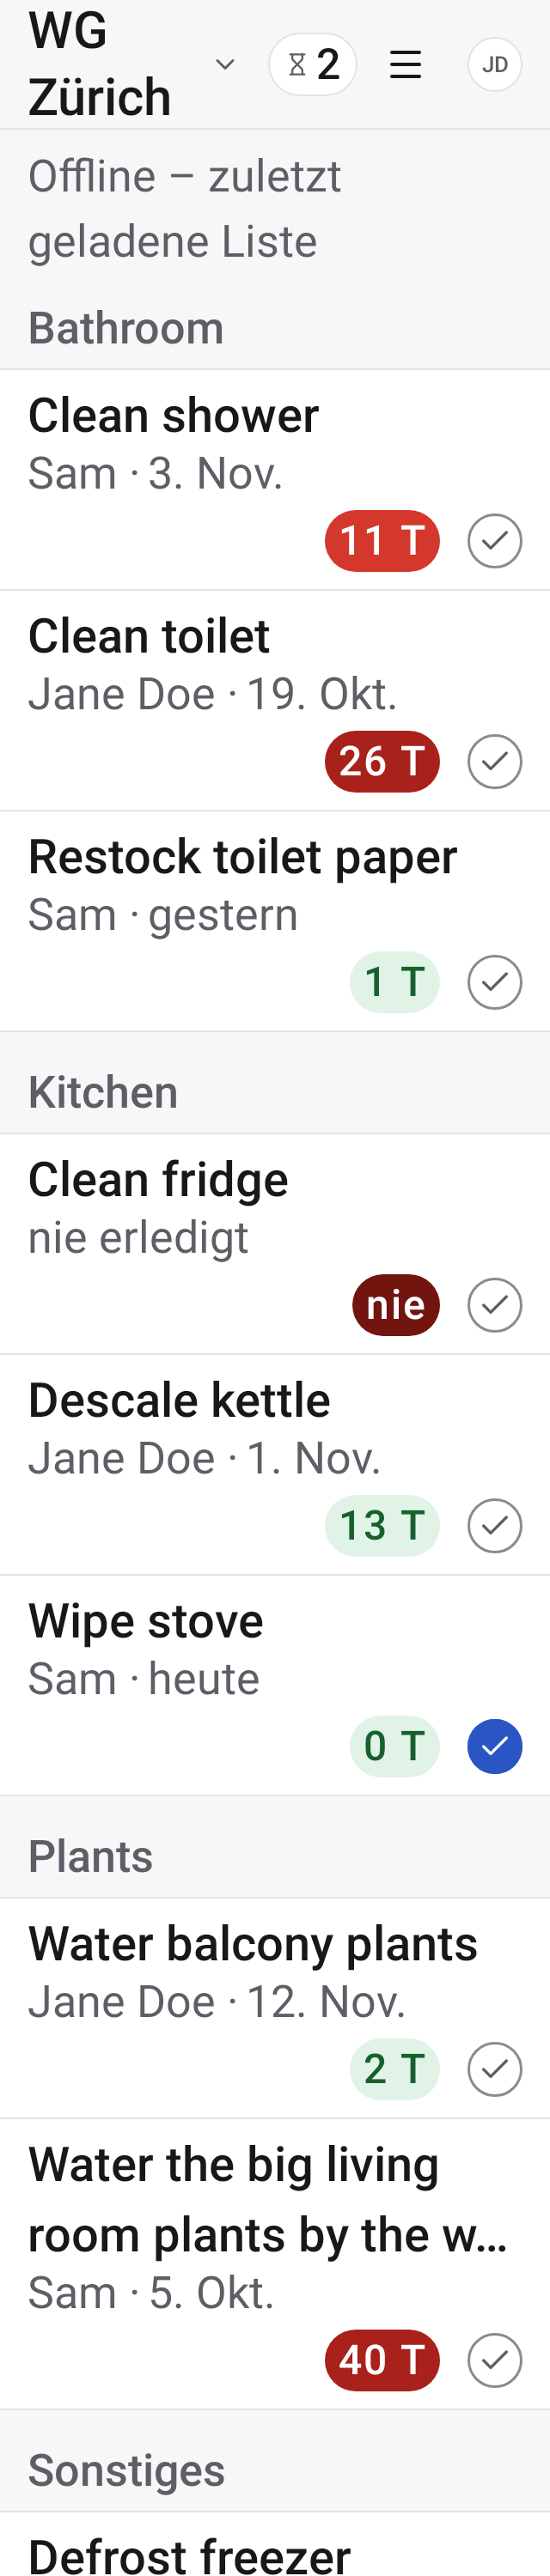 WG
Zürich
2
JD
Offline – zuletzt
geladene Liste
Bathroom
Clean shower
Sam · 3. Nov.
11 T
Clean toilet
Jane Doe · 19. Okt.
26 T
Restock toilet paper
Sam · gestern
1 T
Kitchen
Clean fridge
nie erledigt
nie
Descale kettle
Jane Doe · 1. Nov.
13 T
Wipe stove
Sam · heute
0 T
Plants
Water balcony plants
Jane Doe · 12. Nov.
2 T
Water the big living
room plants by the w…
Sam · 5. Okt.
40 T
Sonstiges
Defrost freezer